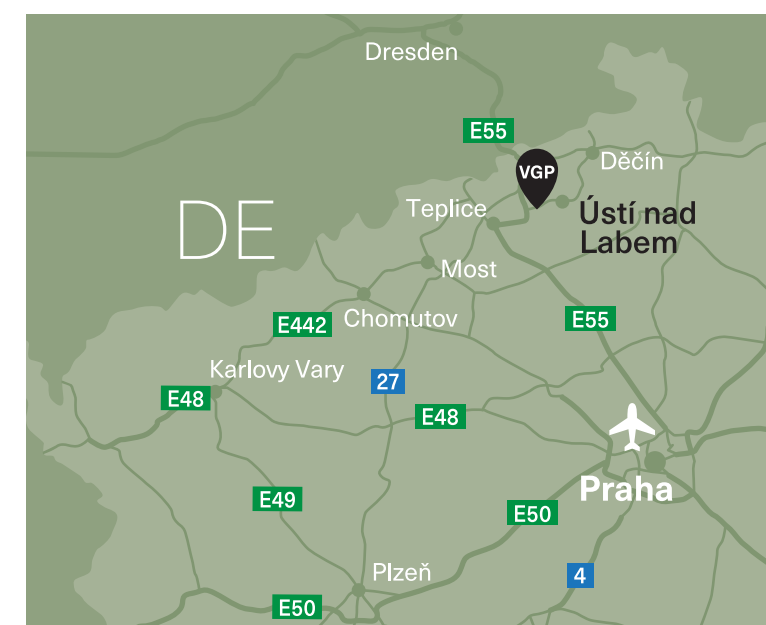 Dresden
E55
VGP
Děčín
DE
Teplice
Ústí nad
Labem
Most
E442
Chomutov
E55
Karlovy Vary
27
E48
E48
E49
Praha
E50
Plzeň
4
E50